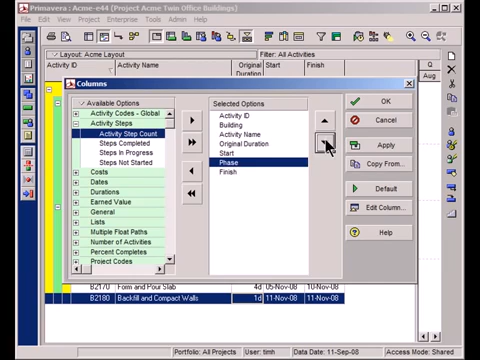 Primavera: Acme-e44 (Project Acme Twin Office Buildings)
File Edit View Project Enterprise Tools Admin Help
Layout: Acme Layout Filter: All Activities
Activity ID Activity Name Original Duration Start Finish Q
Aug
Columns
Available Options
Activity Codes - Global
Activity Steps
Activity Step Count
Steps Completed
Steps In Progress
Steps Not Started
Costs
Dates
Durations
Earned Value
General
Lists
Multiple Float Paths
Number of Activities
Percent Complete
Project Codes
Selected Options
Activity ID
Building
Activity Name
Original Duration
Start
Phase
Finish
OK
Cancel
Apply
Copy From...
Default
Edit Column...
Help
B2170 Form and Pour Slab 4d 05-Nov-08 10-Nov-08
B2180 Backfill and Compact Walls 1d 11-Nov-08 11-Nov-08
Portfolio: All Projects User: timh Data Date: 11-Sep-08 Access Mode: Shared